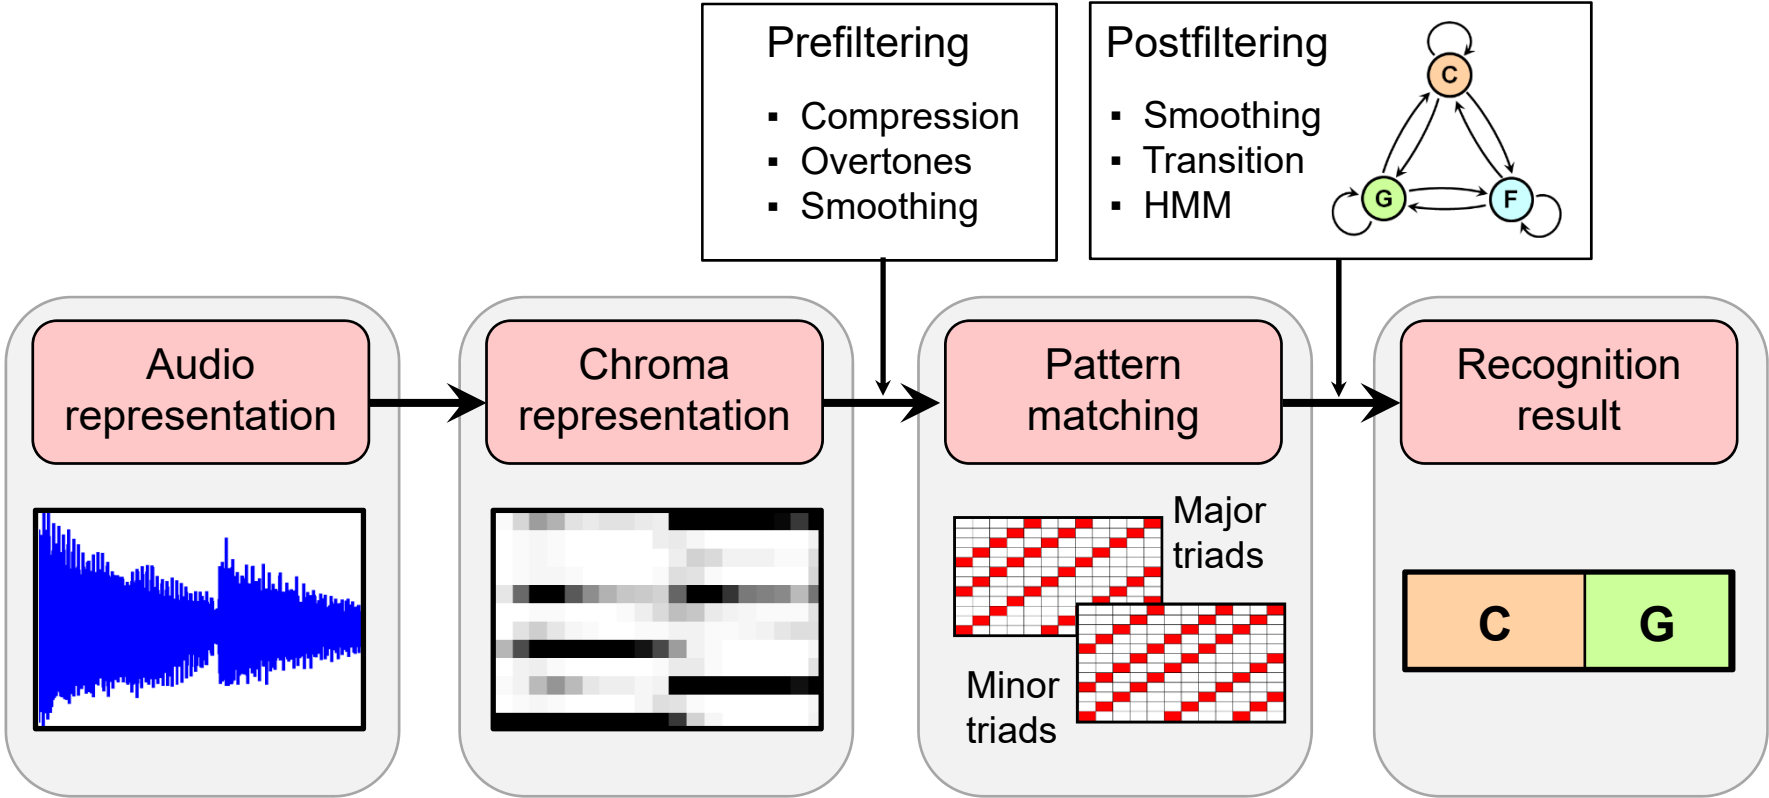 Prefiltering
▪ Compression
▪ Overtones
▪ Smoothing
Postfiltering
▪ Smoothing
▪ Transition
▪ HMM
C
G
F
Audio
representation
Chroma
representation
Pattern
matching
Recognition
result
Major
triads
Minor
triads
C
G